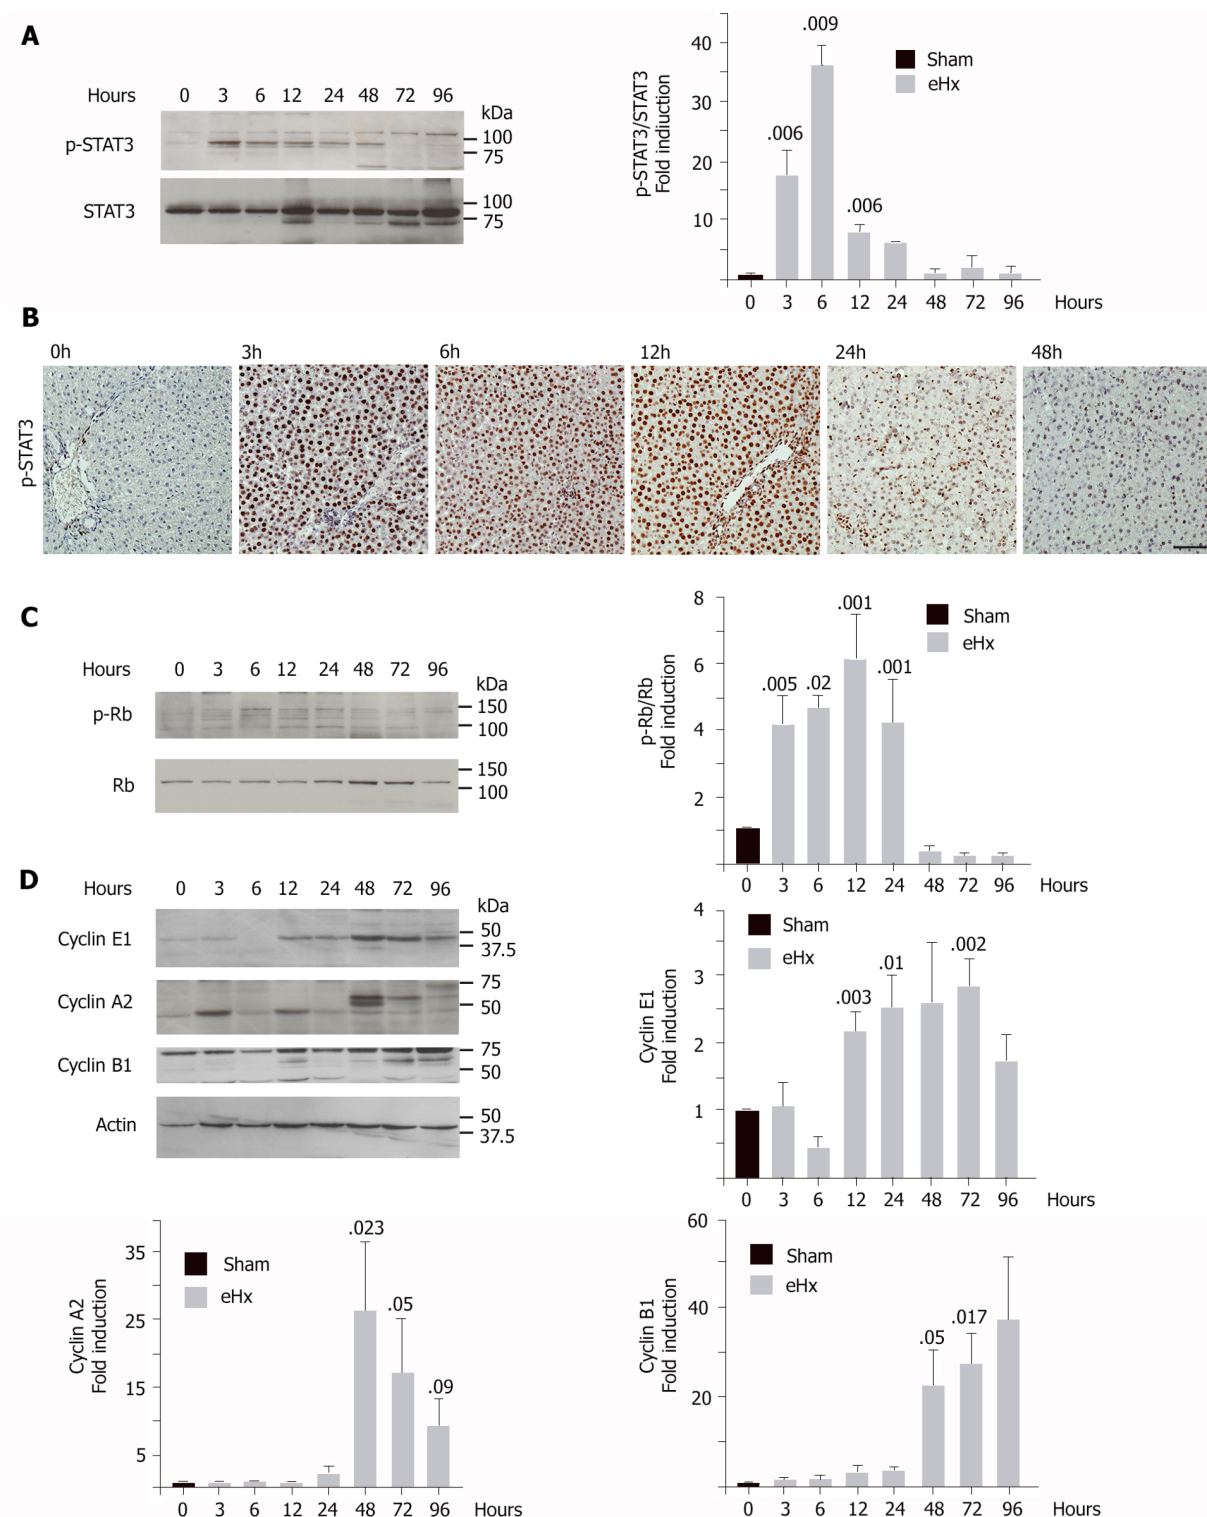 A
Hours 0 3 6 12 24 48 72 96
kDa
p-STAT3
100
75
STAT3
100
75
p-STAT3/STAT3
Fold indiuction
40
30
20
10
.006
.009
.006
Sham
eHx
0 3 6 12 24 48 72 96 Hours
B
0h 3h 6h 12h 24h 48h
p-STAT3
C
Hours 0 3 6 12 24 48 72 96
kDa
p-Rb
150
100
Rb
150
100
p-Rb/Rb
Fold induction
8
6
4
2
.005
.02
.001
.001
Sham
eHx
0 3 6 12 24 48 72 96 Hours
D
Hours 0 3 6 12 24 48 72 96
kDa
Cyclin E1
50
37.5
Cyclin A2
75
50
Cyclin B1
75
50
Actin
50
37.5
Cyclin E1
Fold induction
4
3
2
1
.003
.01
.002
Sham
eHx
0 3 6 12 24 48 72 96 Hours
Cyclin A2
Fold induction
35
25
15
5
.023
.05
.09
Sham
eHx
0 3 6 12 24 48 72 96 Hours
Cyclin B1
Fold induction
60
40
20
.05
.017
Sham
eHx
0 3 6 12 24 48 72 96 Hours